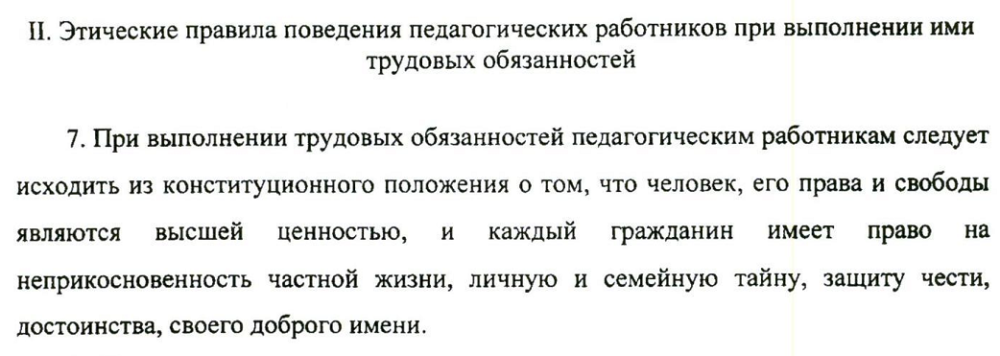 II. Этические правила поведения педагогических работников при выполнении ими
трудовых обязанностей
7. При выполнении трудовых обязанностей педагогическим работникам следует
исходить из конституционного положения о том, что человек, его права и свободы
являются высшей ценностью, и каждый гражданин имеет право на
неприкосновенность частной жизни, личную и семейную тайну, защиту чести,
достоинства, своего доброго имени.